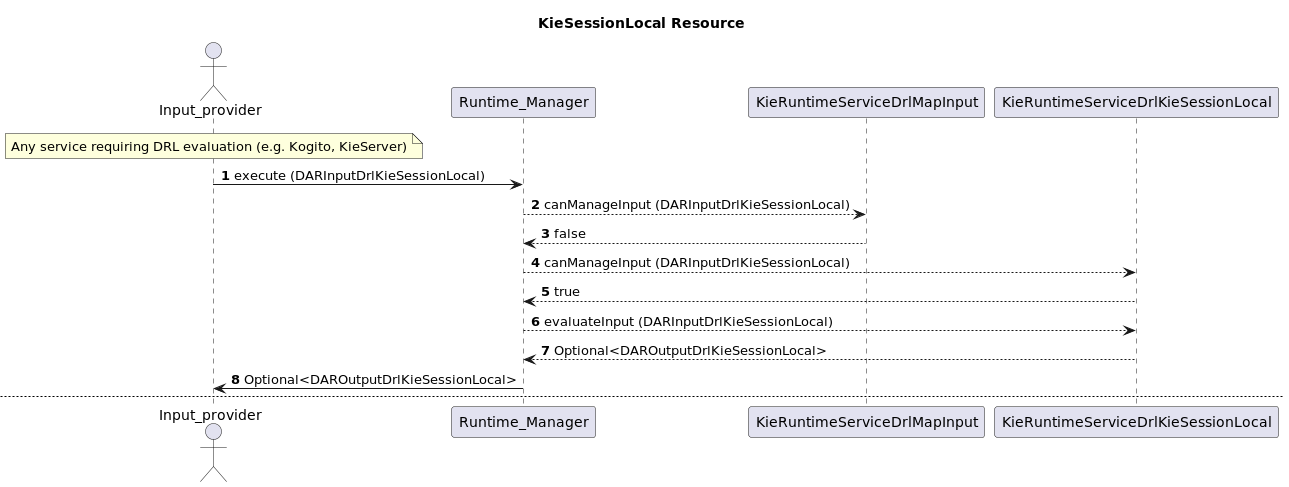 KieSessionLocal Resource
Input_provider
Runtime_Manager
KieRuntimeServiceDrlMapInput
KieRuntimeServiceDrlKieSessionLocal
Any service requiring DRL evaluation (e.g. Kogito, KieServer)
1 execute (DARInputDrlKieSessionLocal)
2 canManageInput (DARInputDrlKieSessionLocal)
3 false
4 canManageInput (DARInputDrlKieSessionLocal)
5 true
6 evaluateInput (DARInputDrlKieSessionLocal)
7 Optional<DAROutputDrlKieSessionLocal>
8 Optional<DAROutputDrlKieSessionLocal>
Input_provider
Runtime_Manager
KieRuntimeServiceDrlMapInput
KieRuntimeServiceDrlKieSessionLocal